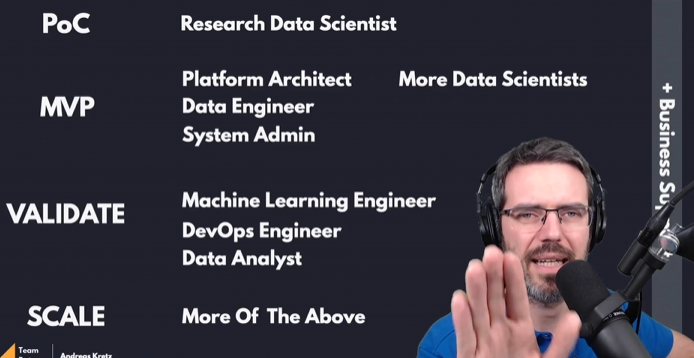 PoC Research Data Scientist
Platform Architect More Data Scientists
MVP Data Engineer
System Admin
VALIDATE Machine Learning Engineer
DevOps Engineer
Data Analyst
SCALE More Of The Above
+ Business
Team
Andreas Kretz